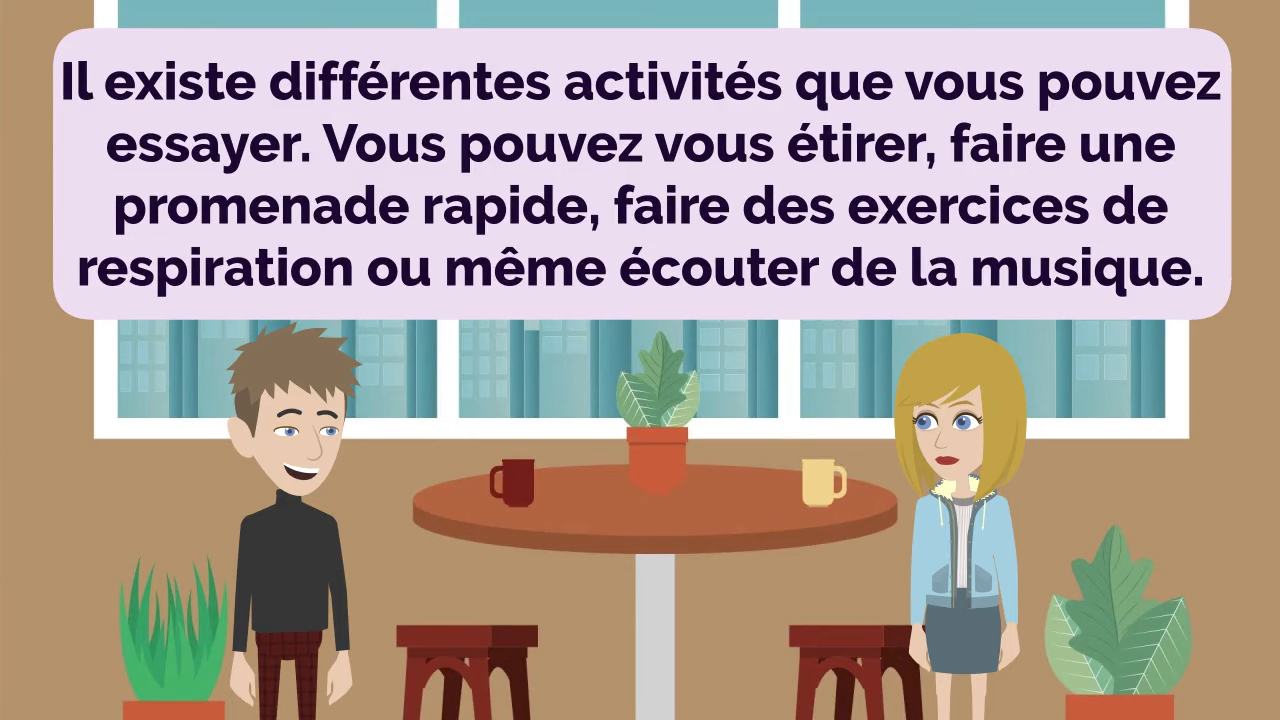 Il existe différentes activités que vous pouvez
essayer. Vous pouvez vous étirer, faire une
promenade rapide, faire des exercices de
respiration ou même écouter de la musique.